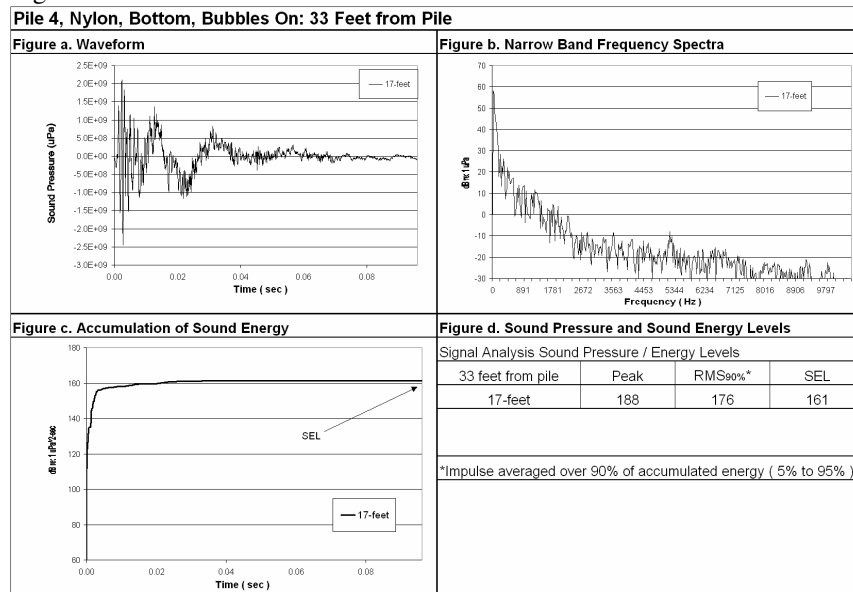 Pile 4, Nylon, Bottom, Bubbles On: 33 Feet from Pile
Figure a. Waveform
2.5E+09
2.0E+09
1.5E+09
1.0E+09
5.0E+08
0.0E+00
-5.0E+08
-1.0E+09
-1.5E+09
-2.0E+09
-2.5E+09
-3.0E+09
Sound Pressure (uPa)
17-feet
0.00 0.02 0.04 0.06 0.08
Time ( sec )
Figure b. Narrow Band Frequency Spectra
70
60
50
40
30
20
10
0
-10
-20
-30
dB re: 1 uPa
17-feet
0 891 1781 2672 3563 4453 5344 6234 7125 8016 8906 9797
Frequency ( Hz )
Figure c. Accumulation of Sound Energy
180
160
140
120
100
80
60
dB re: 1 uPa^2-sec
SEL
17-feet
0.00 0.02 0.04 0.06 0.08
Time ( sec )
Figure d. Sound Pressure and Sound Energy Levels
Signal Analysis Sound Pressure / Energy Levels
33 feet from pile Peak RMS90%* SEL
17-feet 188 176 161
*Impulse averaged over 90% of accumulated energy ( 5% to 95% )